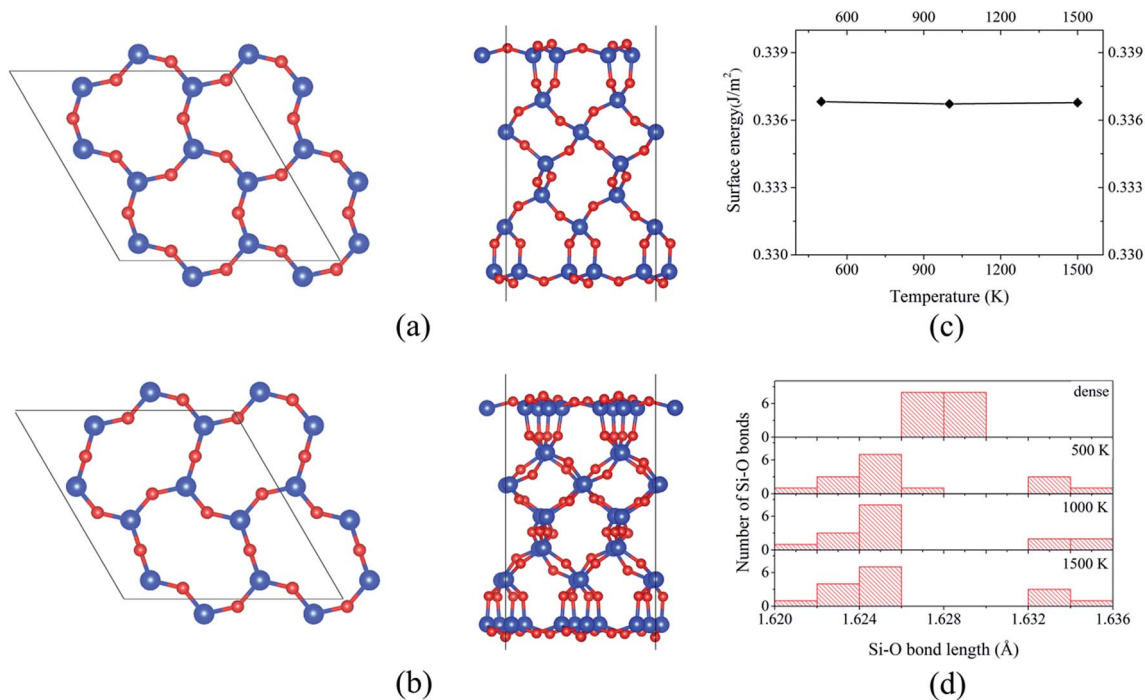 600 900 1200 1500
0.339 0.339
0.336 0.336
0.333 0.333
0.330 0.330
Surface energy(J/m²)
600 900 1200 1500
Temperature (K)
(a)
(c)
dense
6
0
500 K
6
0
1000 K
6
0
1500 K
6
0
Number of Si-O bonds
1.620 1.624 1.628 1.632 1.636
Si-O bond length (Å)
(b)
(d)